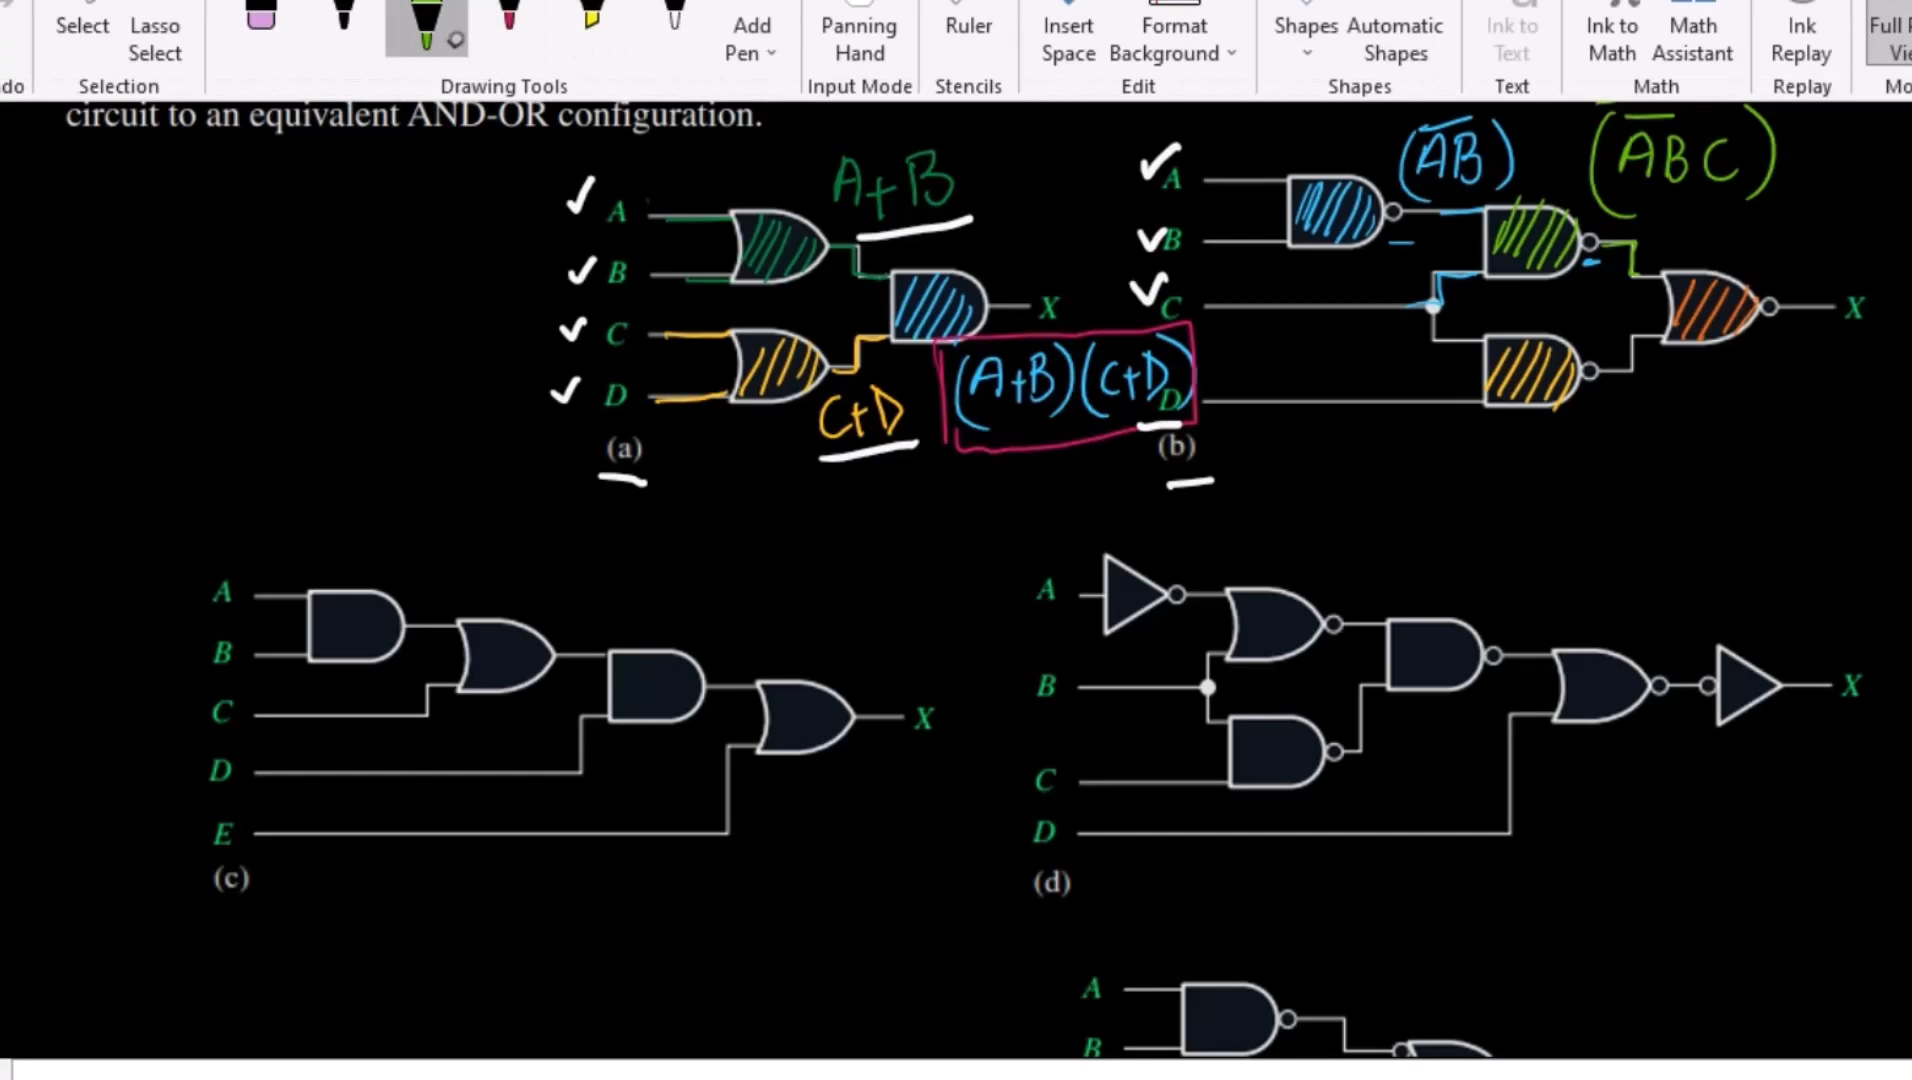 Select Lasso Select Add Pen Panning Hand Ruler Insert Space Format Background Shapes Automatic Shapes Ink to Text Ink to Math Math Assistant Ink Replay Full
Selection Drawing Tools Input Mode Stencils Edit Shapes Text Math Replay
circuit to an equivalent AND-OR configuration.
A
B
C
D
A+B
C+D
X
(A+B)(C+D)
(a)
A
B
C
D
(A̅B̅)
(A̅B̅ C)
X
(b)
A
B
C
D
E
X
(c)
A
B
C
D
X
(d)
A
B